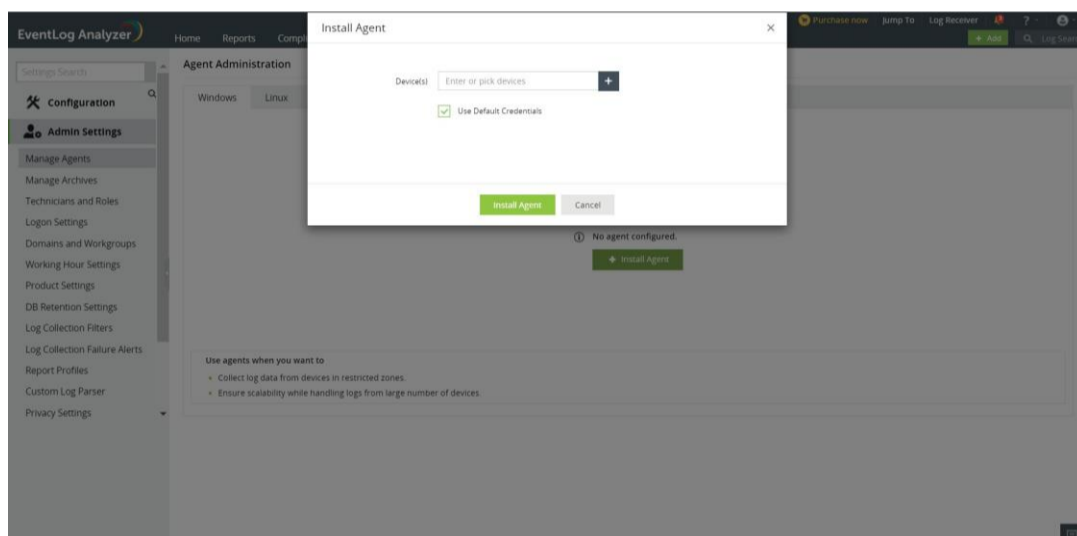 EventLog Analyzer
Home Reports Compli
Purchase now Jump To Log Receiver ?
+ Add Log Sear
Install Agent ×
Device(s) Enter or pick devices +
Use Default Credentials
Install Agent Cancel
Settings Search
Configuration
Admin Settings
Manage Agents
Manage Archives
Technicians and Roles
Logon Settings
Domains and Workgroups
Working Hour Settings
Product Settings
DB Retention Settings
Log Collection Filters
Log Collection Failure Alerts
Report Profiles
Custom Log Parser
Privacy Settings
Agent Administration
Windows Linux
No agent configured.
+ Install Agent
Use agents when you want to
• Collect log data from devices in restricted zones.
• Ensure scalability while handling logs from large number of devices.